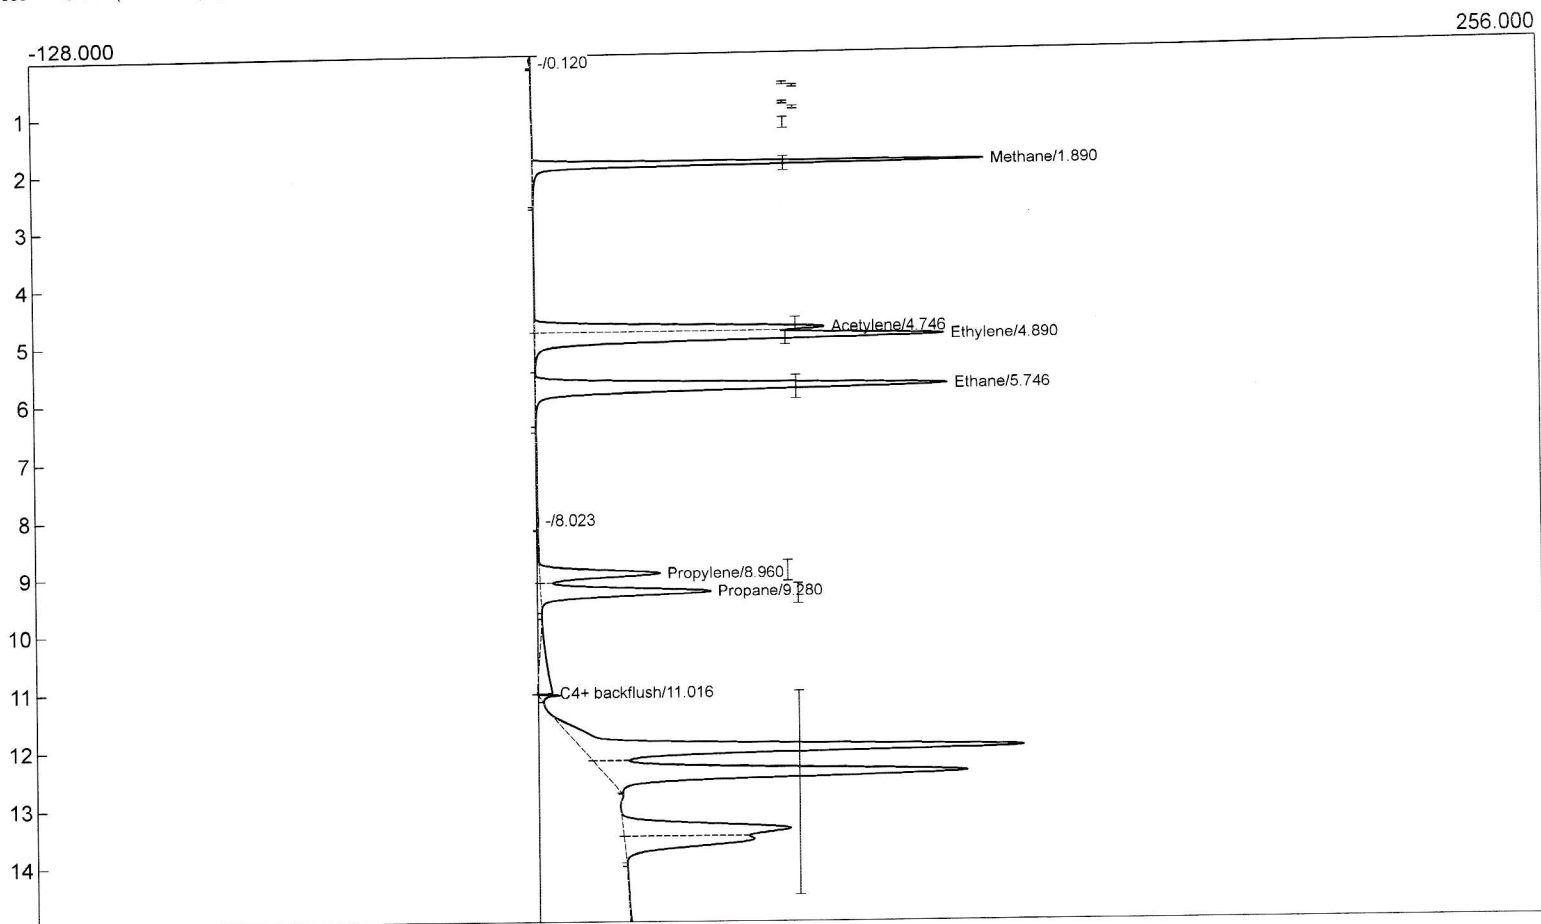 256.000
-128.000
-/0.120
1
Methane/1.890
2
3
4
Acetylene/4.746
Ethylene/4.890
5
Ethane/5.746
6
7
-/8.023
8
Propylene/8.960
9
Propane/9.280
10
C4+ backflush/11.016
11
12
13
14